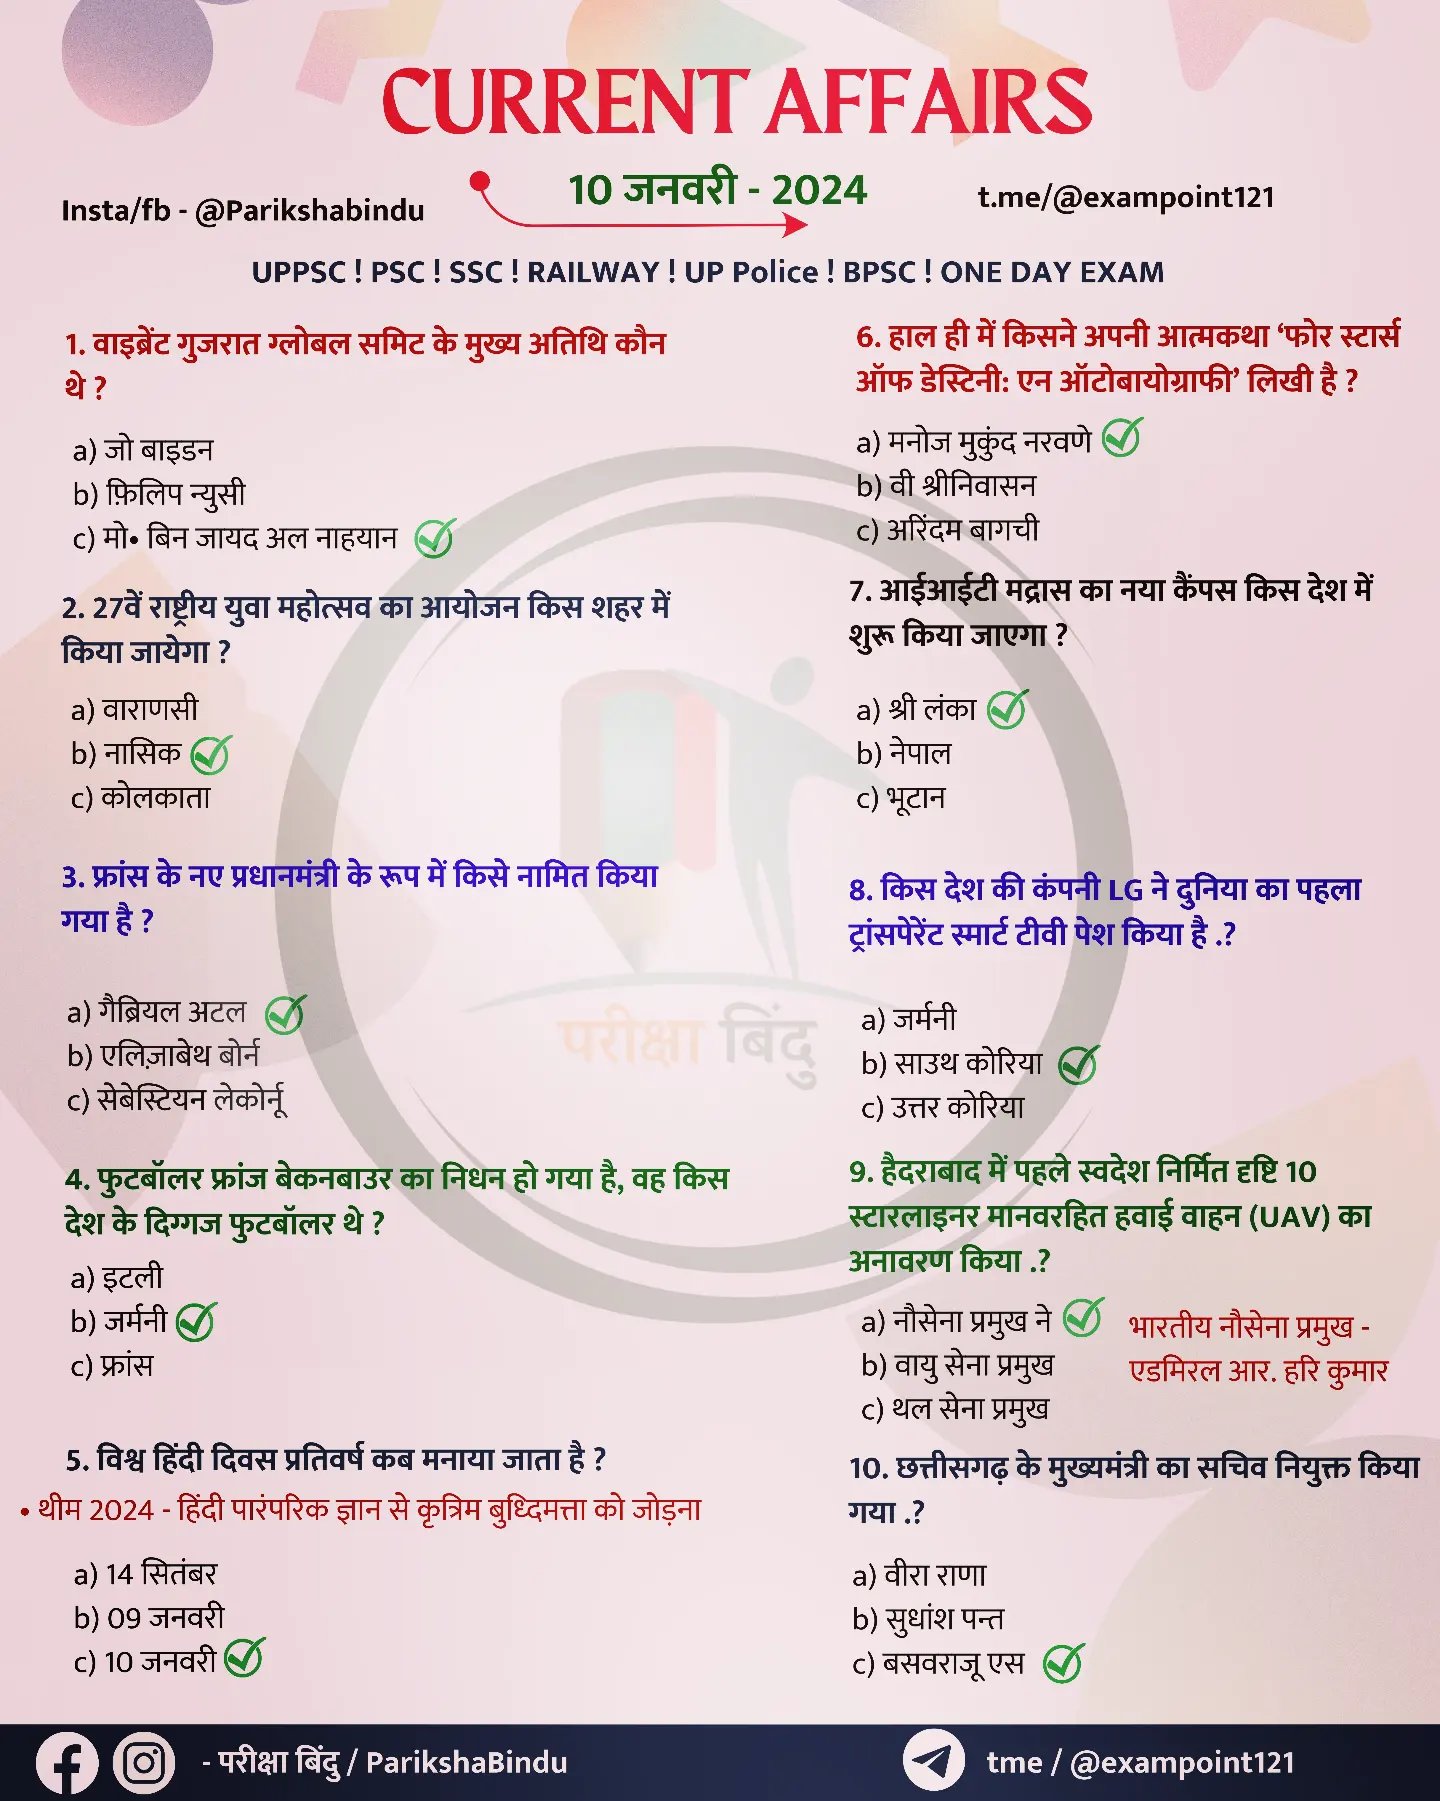 CURRENT AFFAIRS
10 जनवरी - 2024
Insta/fb - @Parikshabindu
t.me/@exampoint121
UPPSC ! PSC ! SSC ! RAILWAY ! UP Police ! BPSC ! ONE DAY EXAM
1. वाइब्रेंट गुजरात ग्लोबल समिट के मुख्य अतिथि कौन
थे ?
a) जो बाइडन
b) फ़िलिप न्युसी
c) मो• बिन जायद अल नाहयान
2. 27वें राष्ट्रीय युवा महोत्सव का आयोजन किस शहर में
किया जायेगा ?
a) वाराणसी
b) नासिक
c) कोलकाता
3. फ्रांस के नए प्रधानमंत्री के रूप में किसे नामित किया
गया है ?
a) गैब्रियल अटल
b) एलिज़ाबेथ बोर्न
c) सेबेस्टियन लेकोर्नू
4. फुटबॉलर फ्रांज बेकनबाउर का निधन हो गया है, वह किस
देश के दिग्गज फुटबॉलर थे ?
a) इटली
b) जर्मनी
c) फ्रांस
5. विश्व हिंदी दिवस प्रतिवर्ष कब मनाया जाता है ?
• थीम 2024 - हिंदी पारंपरिक ज्ञान से कृत्रिम बुध्दिमत्ता को जोड़ना
a) 14 सितंबर
b) 09 जनवरी
c) 10 जनवरी
6. हाल ही में किसने अपनी आत्मकथा ‘फोर स्टार्स
ऑफ डेस्टिनी: एन ऑटोबायोग्राफी’ लिखी है ?
a) मनोज मुकुंद नरवणे
b) वी श्रीनिवासन
c) अरिंदम बागची
7. आईआईटी मद्रास का नया कैंपस किस देश में
शुरू किया जाएगा ?
a) श्री लंका
b) नेपाल
c) भूटान
8. किस देश की कंपनी LG ने दुनिया का पहला
ट्रांसपेरेंट स्मार्ट टीवी पेश किया है .?
a) जर्मनी
b) साउथ कोरिया
c) उत्तर कोरिया
9. हैदराबाद में पहले स्वदेश निर्मित दृष्टि 10
स्टारलाइनर मानवरहित हवाई वाहन (UAV) का
अनावरण किया .?
a) नौसेना प्रमुख ने
b) वायु सेना प्रमुख
c) थल सेना प्रमुख
भारतीय नौसेना प्रमुख -
एडमिरल आर. हरि कुमार
10. छत्तीसगढ़ के मुख्यमंत्री का सचिव नियुक्त किया
गया .?
a) वीरा राणा
b) सुधांश पन्त
c) बसवराजू एस
परीक्षा बिंदु
- परीक्षा बिंदु / ParikshaBindu
tme / @exampoint121